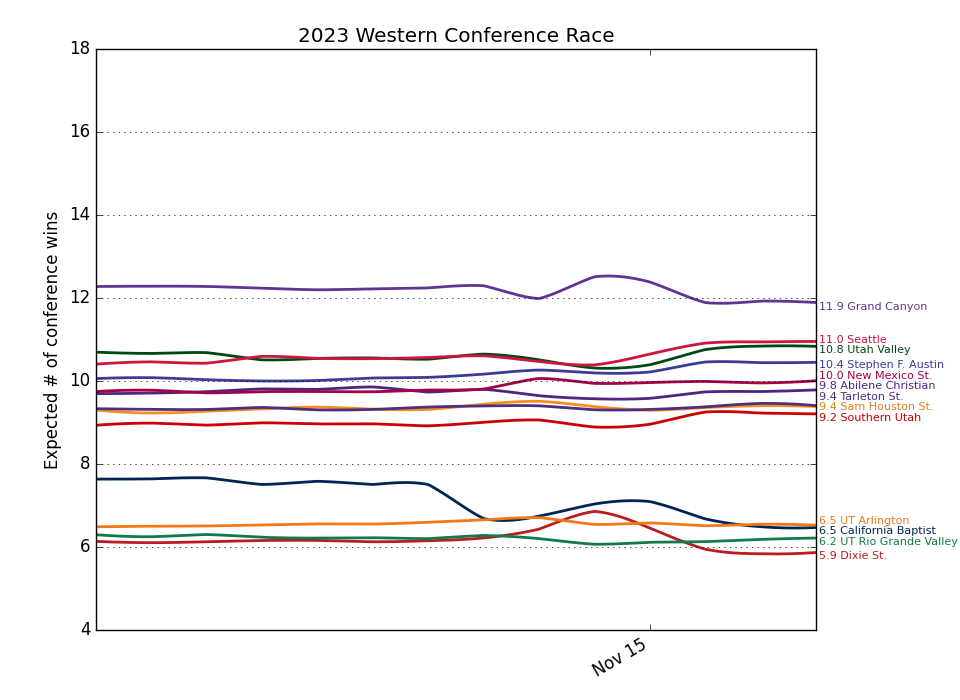 2023 Western Conference Race
Expected # of conference wins
18
16
14
12
10
8
6
4
11.9 Grand Canyon
11.0 Seattle
10.8 Utah Valley
10.4 Stephen F. Austin
10.0 New Mexico St.
9.8 Abilene Christian
9.4 Tarleton St.
9.4 Sam Houston St.
9.2 Southern Utah
6.5 UT Arlington
6.5 California Baptist
6.2 UT Rio Grande Valley
5.9 Dixie St.
Nov 15